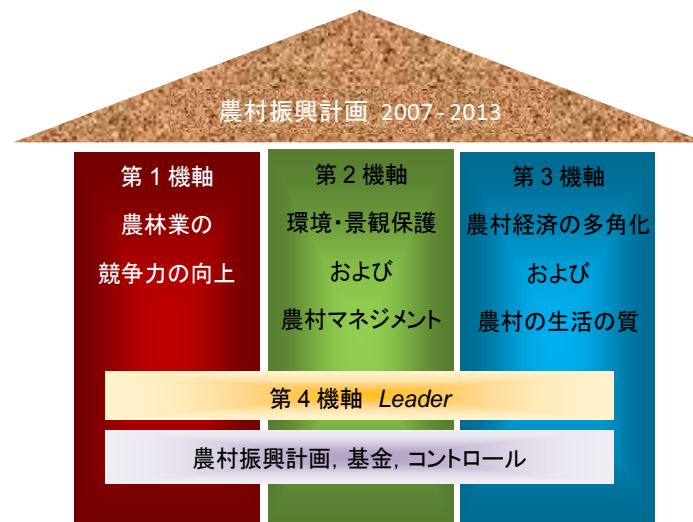 農村振興計画 2007-2013
第1機軸
農林業の
競争力の向上
第2機軸
環境・景観保護
および
農村マネジメント
第3機軸
農村経済の多角化
および
農村の生活の質
第4機軸 Leader
農村振興計画, 基金, コントロール